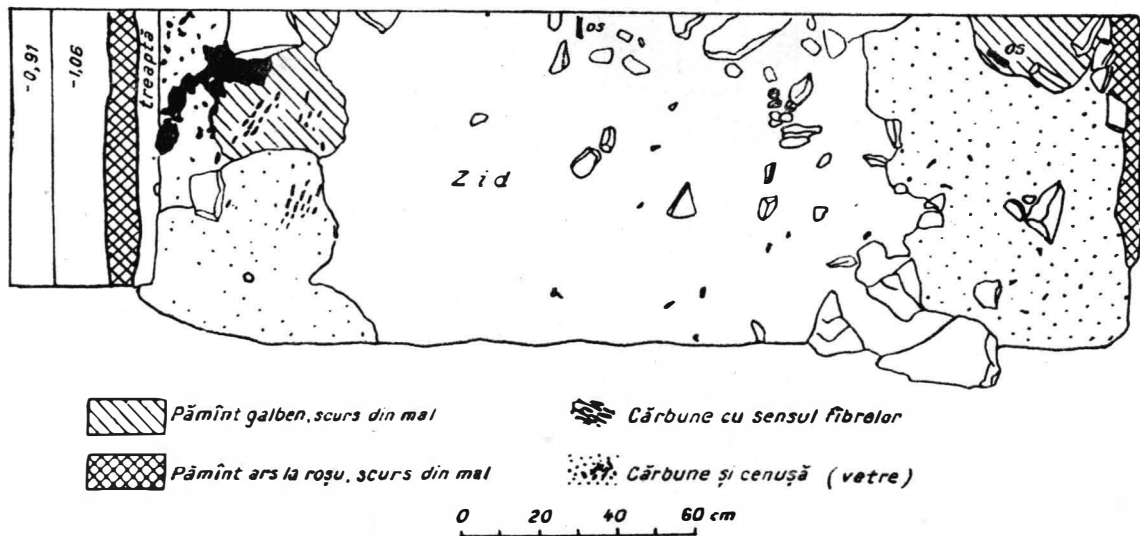 -0,91
-1,06
treaptă
os
os
Zid
Pămînt galben, scurs din mal
Cărbune cu sensul fibrelor
Pămînt ars la roșu, scurs din mal
Cărbune și cenușă (vetre)
0 20 40 60 cm